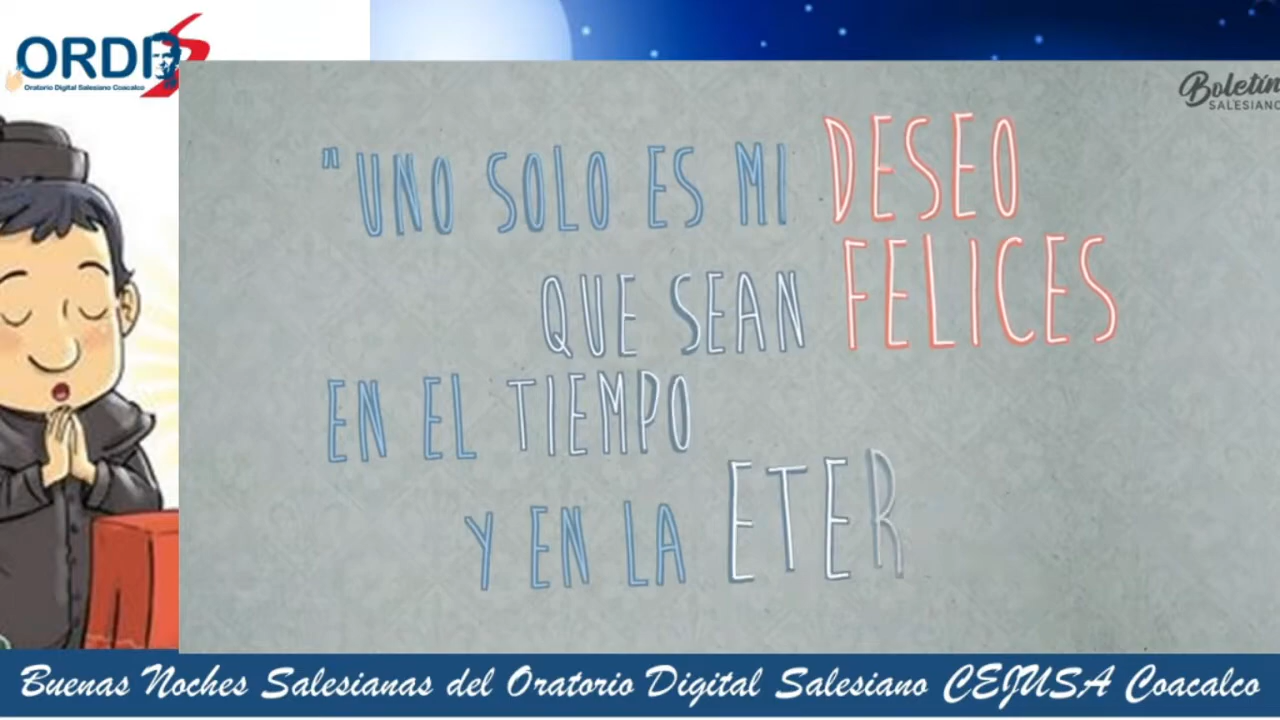 ORDI
Oratorio Digital Salesiano Coacalco
Boletín
SALESIANO
"UNO SOLO ES MI DESEO
QUE SEAN FELICES
EN EL TIEMPO
Y EN LA ETER
Buenas Noches Salesianas del Oratorio Digital Salesiano CEJUSA Coacalco